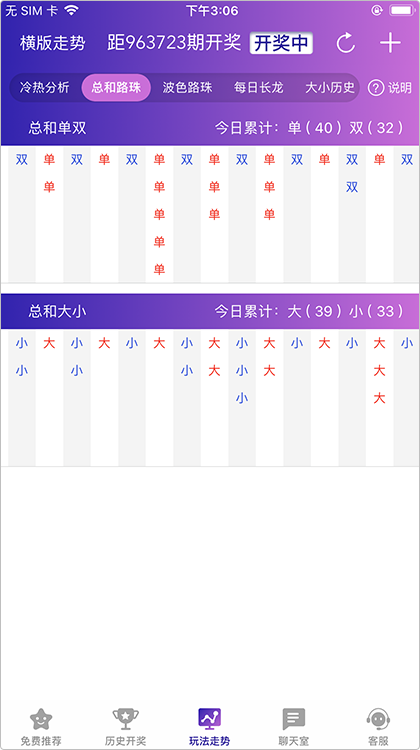 无 SIM 卡 下午3:06
横版走势 距963723期开奖 开奖中
冷热分析 总和路珠 波色路珠 每日长龙 大小历史 ? 说明
总和单双 今日累计：单 ( 40 ) 双 ( 32 )
双 单 双 单 双 单 双 单 双 单 双 单 双 单 双
单 单 单 单 双
单 单 单
单
单
总和大小 今日累计：大 ( 39 ) 小 ( 33 )
小 大 小 大 小 大 小 大 小 大 小 大 小 大 小
小 小 小 大 小 大 大
小 大
免费推荐 历史开奖 玩法走势 聊天室 客服